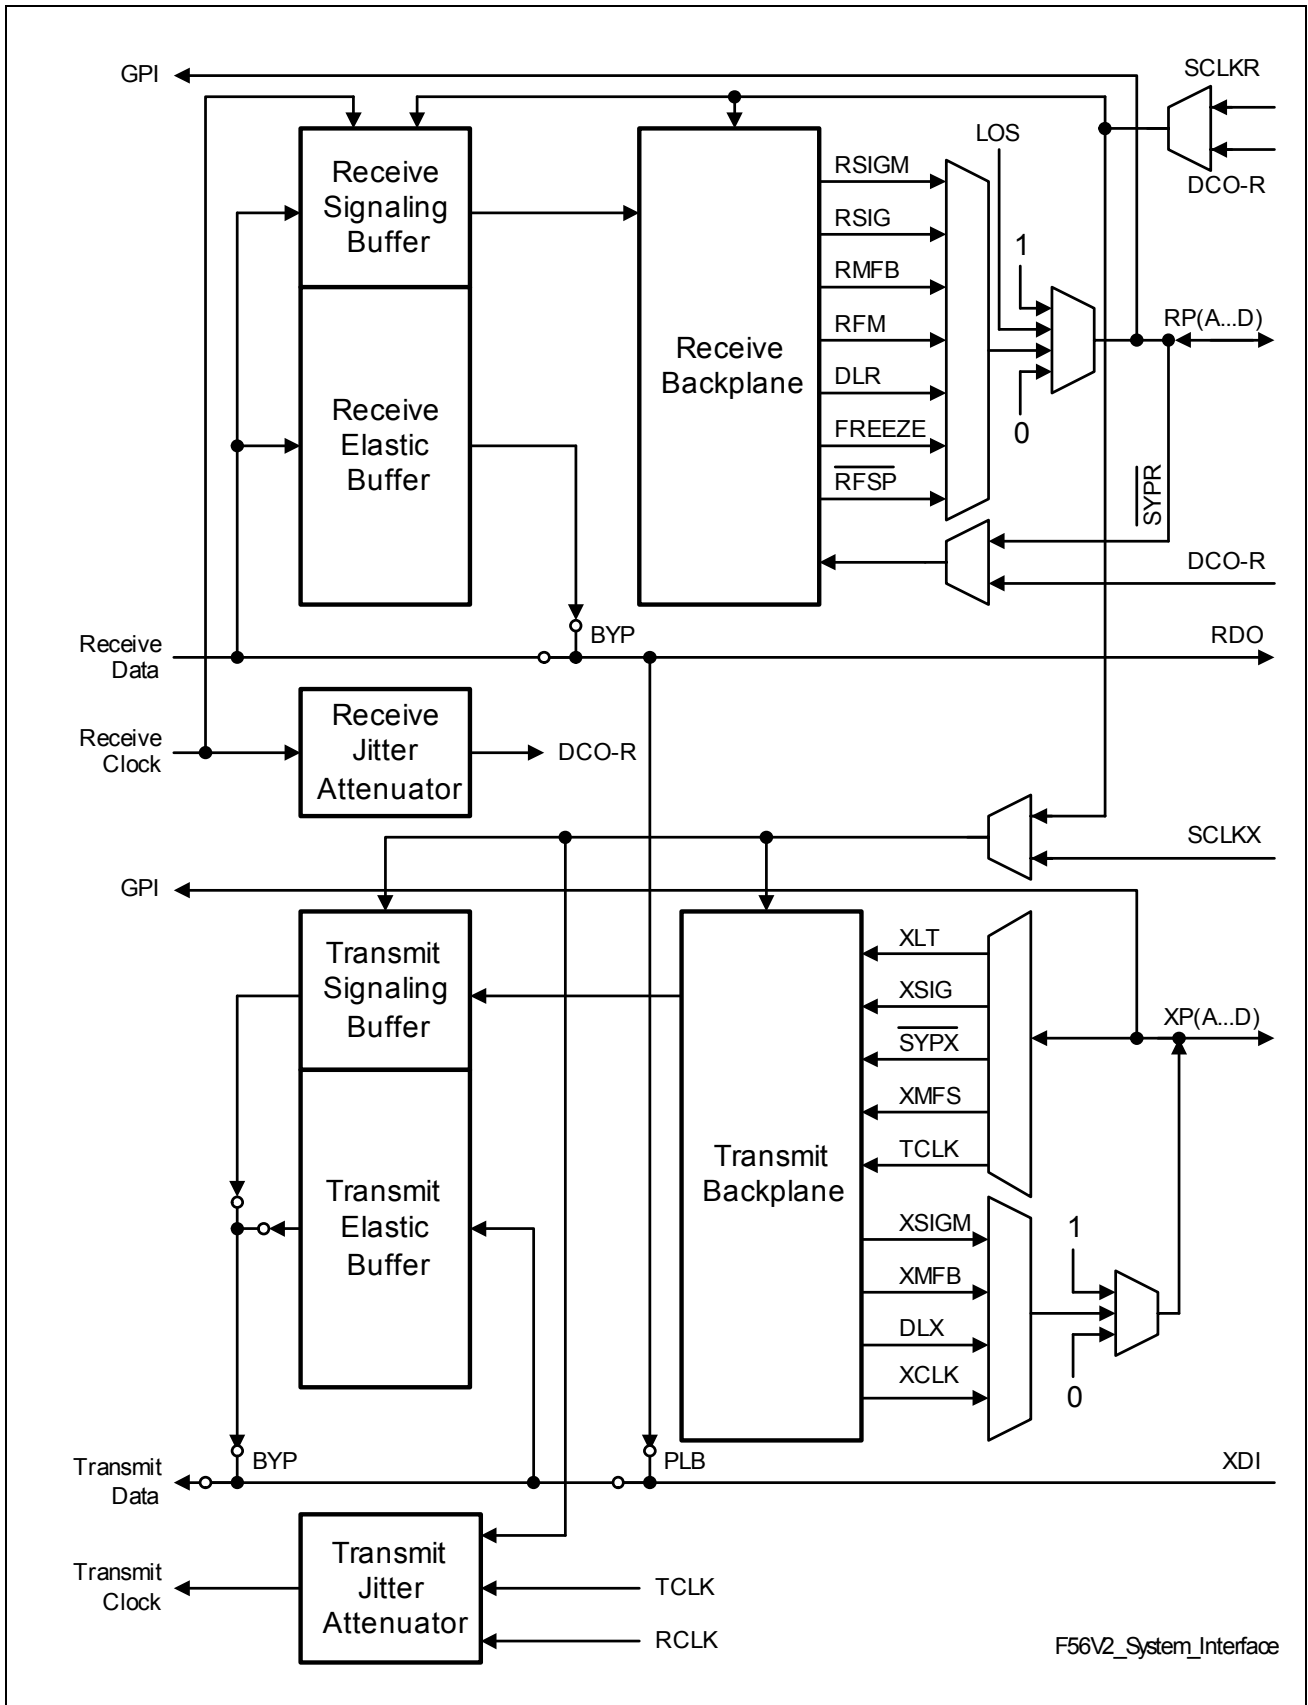 GPI
SCLKR
LOS
DCO-R
Receive
Signaling
Buffer
Receive
Elastic
Buffer
Receive
Backplane
RSIGM
RSIG
RMFB
RFM
DLR
FREEZE
RFSP
1
0
RP(A...D)
SYPR
DCO-R
BYP
RDO
Receive
Data
Receive
Clock
Receive
Jitter
Attenuator
DCO-R
SCLKX
GPI
Transmit
Signaling
Buffer
Transmit
Elastic
Buffer
Transmit
Backplane
XLT
XSIG
SYPX
XMFS
TCLK
XSIGM
XMFB
DLX
XCLK
XP(A...D)
1
0
BYP
PLB
XDI
Transmit
Data
Transmit
Clock
Transmit
Jitter
Attenuator
TCLK
RCLK
F56V2_System_Interface